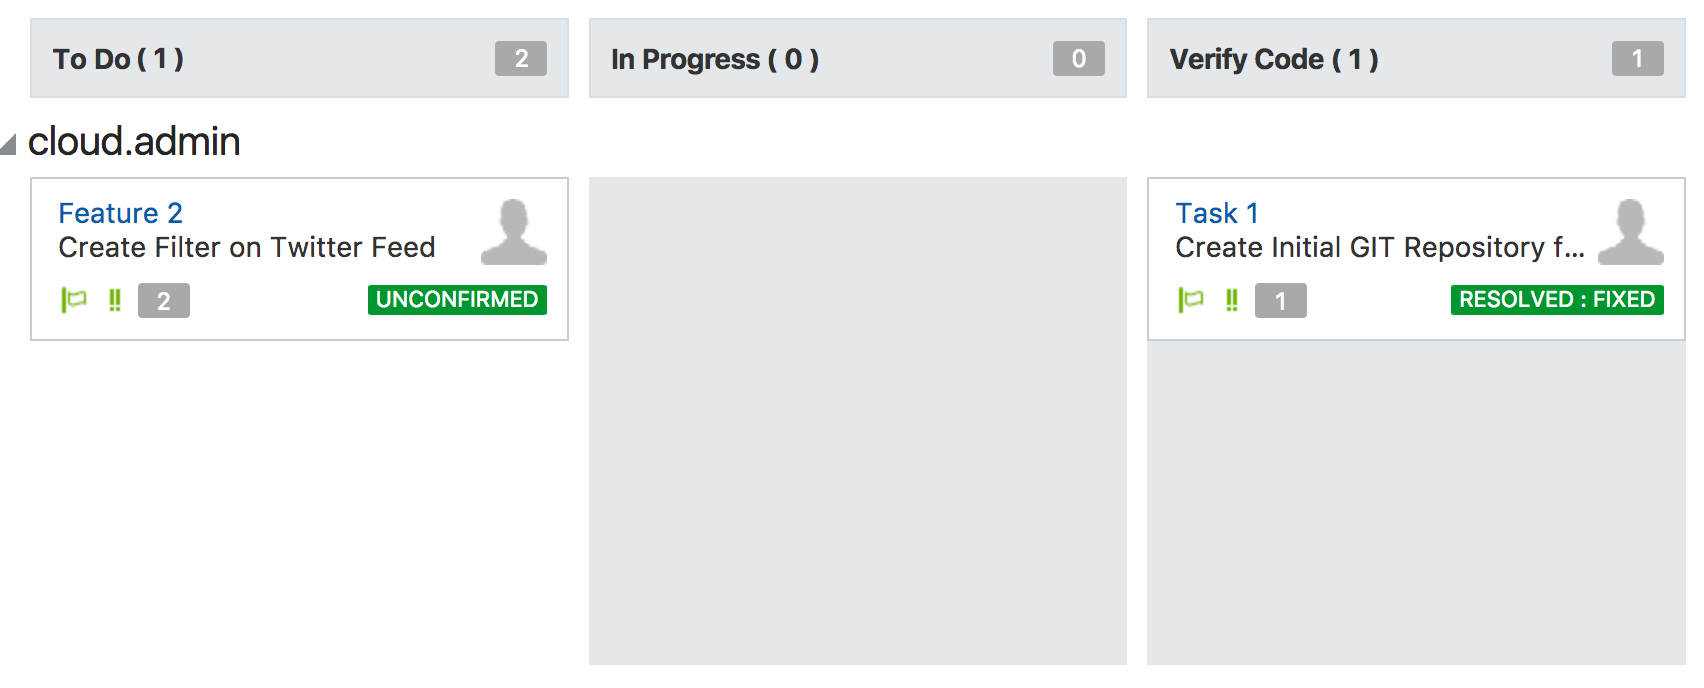 To Do ( 1 ) 2
In Progress ( 0 ) 0
Verify Code ( 1 ) 1
cloud.admin
Feature 2
Create Filter on Twitter Feed
2 UNCONFIRMED
Task 1
Create Initial GIT Repository f...
1 RESOLVED : FIXED